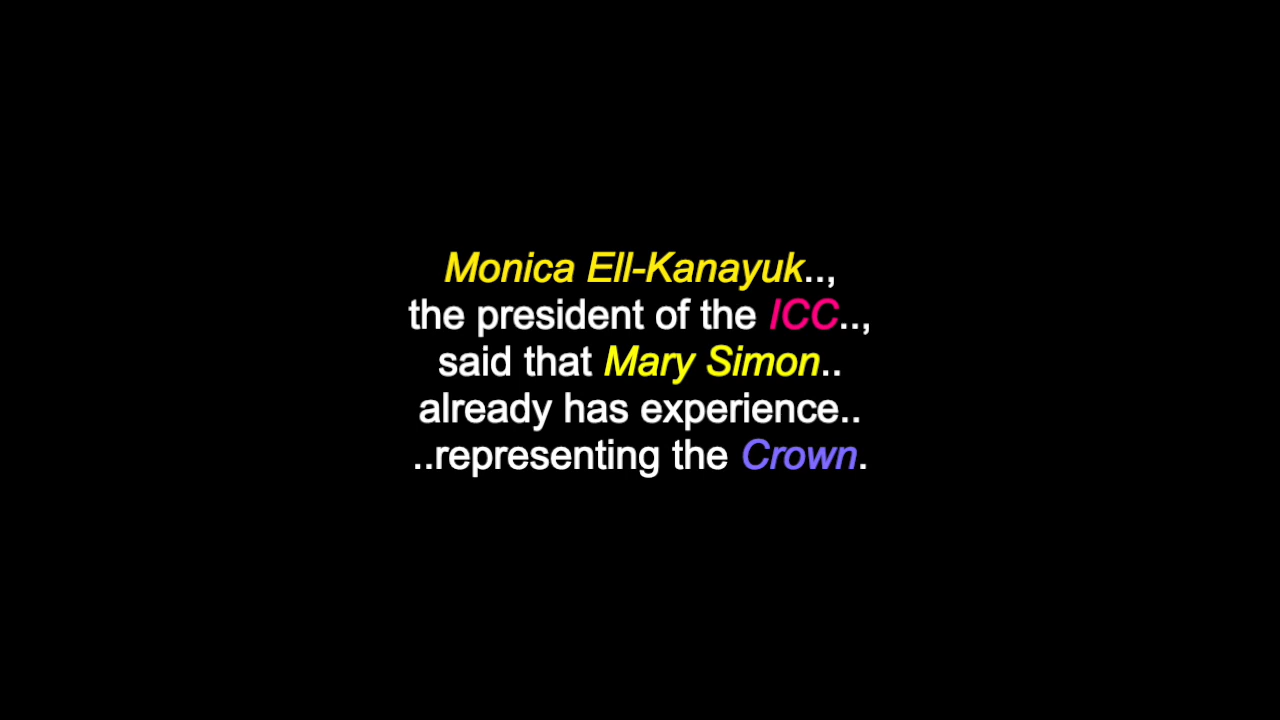 Monica Ell-Kanayuk..,
the president of the ICC..,
said that Mary Simon..
already has experience..
..representing the Crown.